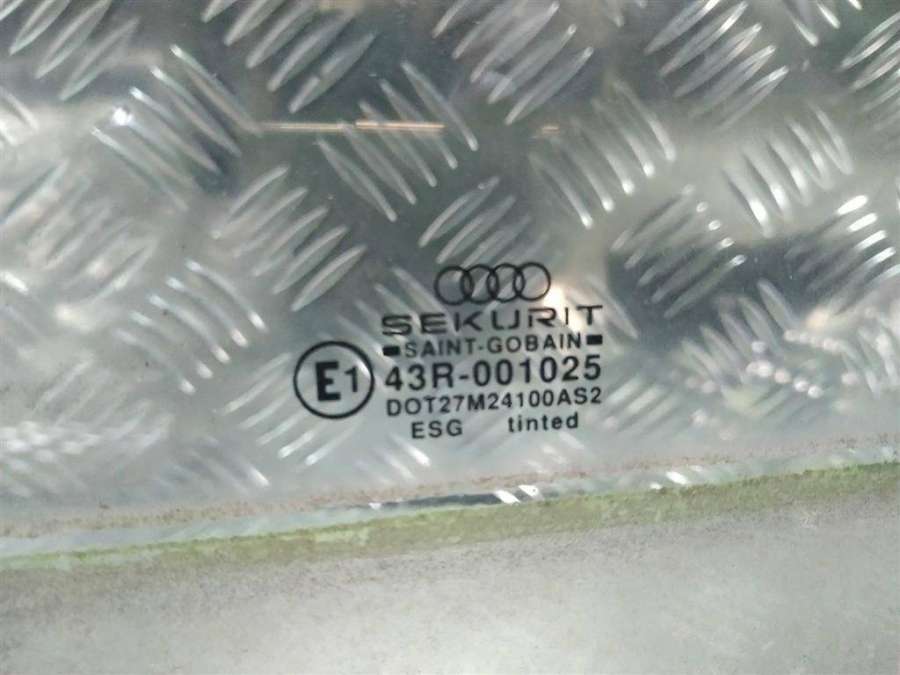 SEKURIT
SAINT-GOBAIN
E1 43R-001025
DOT27M24100AS2
ESG tinted